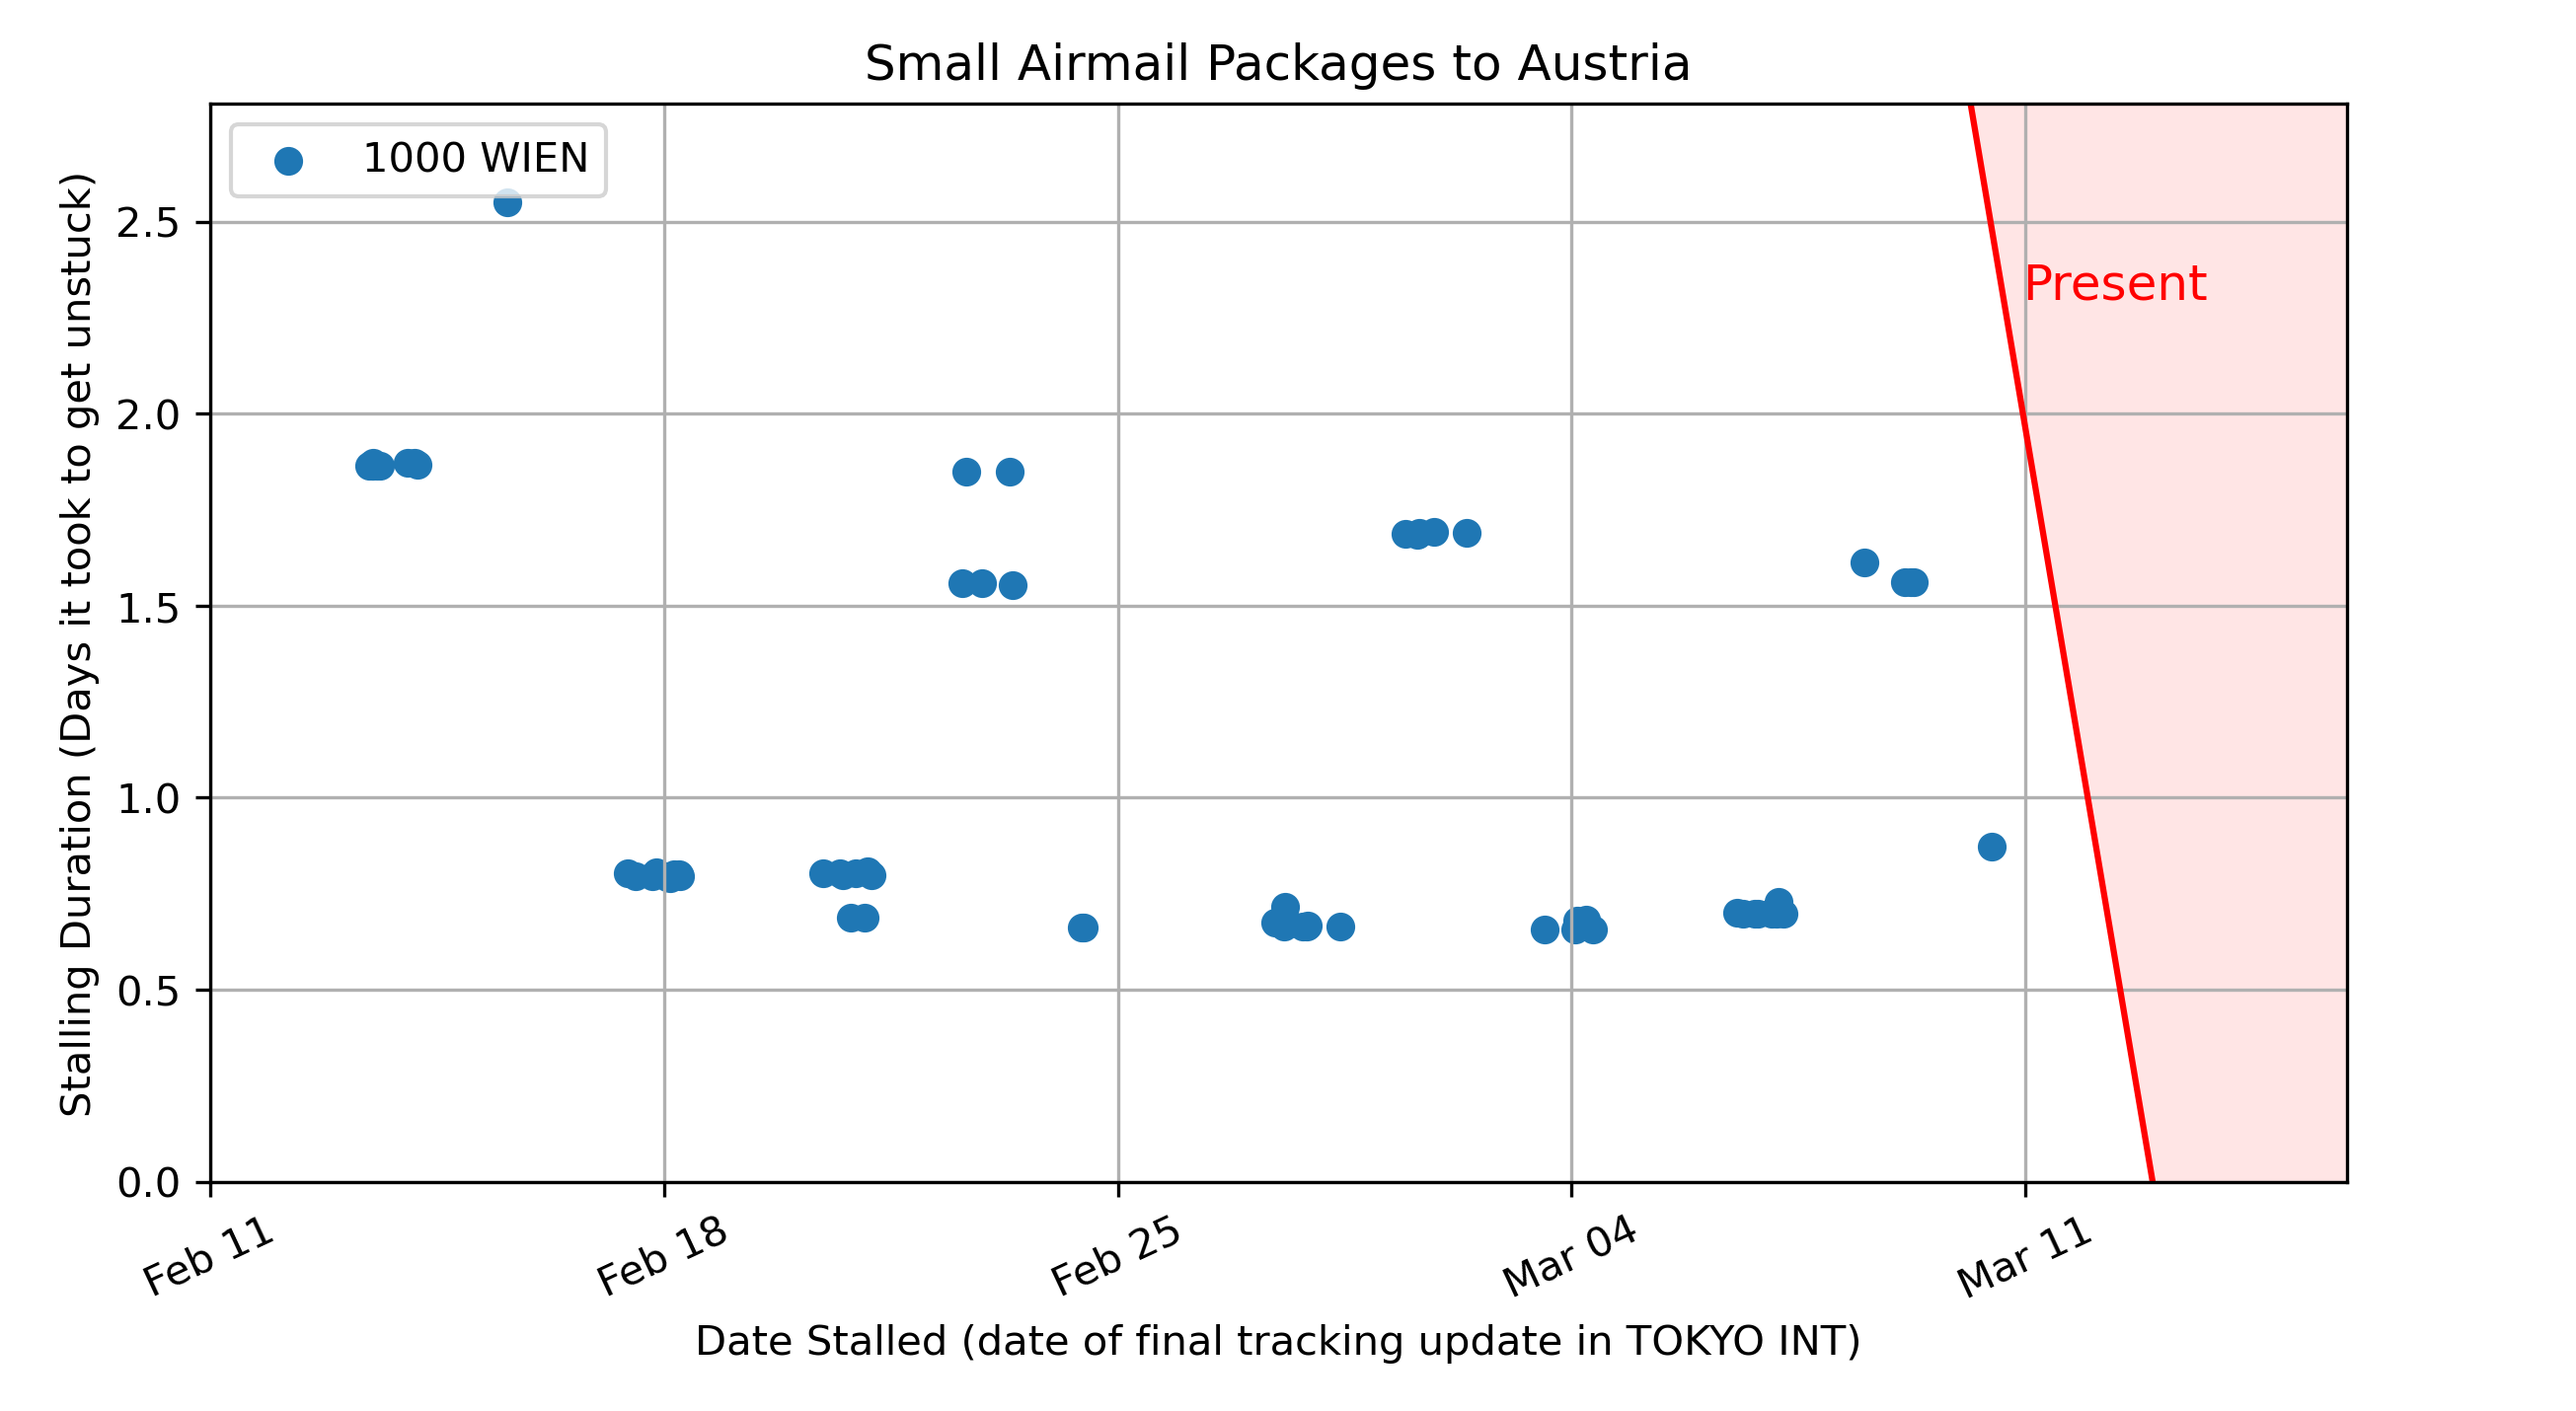 Small Airmail Packages to Austria
1000 WIEN
Present
Stalling Duration (Days it took to get unstuck)
2.5
2.0
1.5
1.0
0.5
0.0
Feb 11
Feb 18
Feb 25
Mar 04
Mar 11
Date Stalled (date of final tracking update in TOKYO INT)